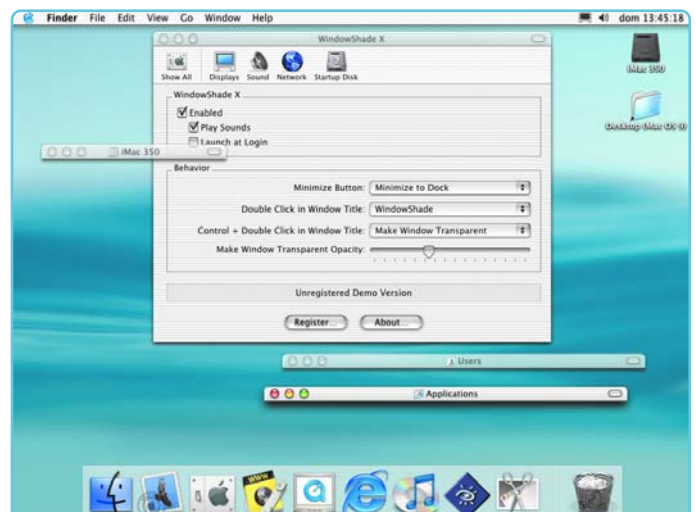 Finder File Edit View Go Window Help dom 13:45:18
WindowShade X
Show All Displays Sound Network Startup Disk
iMac 350
Desktop (Mac OS 9)
WindowShade X
Enabled
Play Sounds
Launch at Login
iMac 350
Behavior
Minimize Button: Minimize to Dock
Double Click in Window Title: WindowShade
Control + Double Click in Window Title: Make Window Transparent
Make Window Transparent Opacity:
Unregistered Demo Version
Register... About...
Users
Applications
WWW